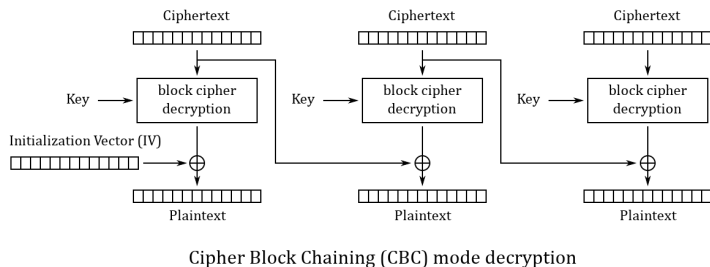 Ciphertext
Ciphertext
Ciphertext
Key
block cipher
decryption
Key
block cipher
decryption
Key
block cipher
decryption
Initialization Vector (IV)
Plaintext
Plaintext
Plaintext
Cipher Block Chaining (CBC) mode decryption